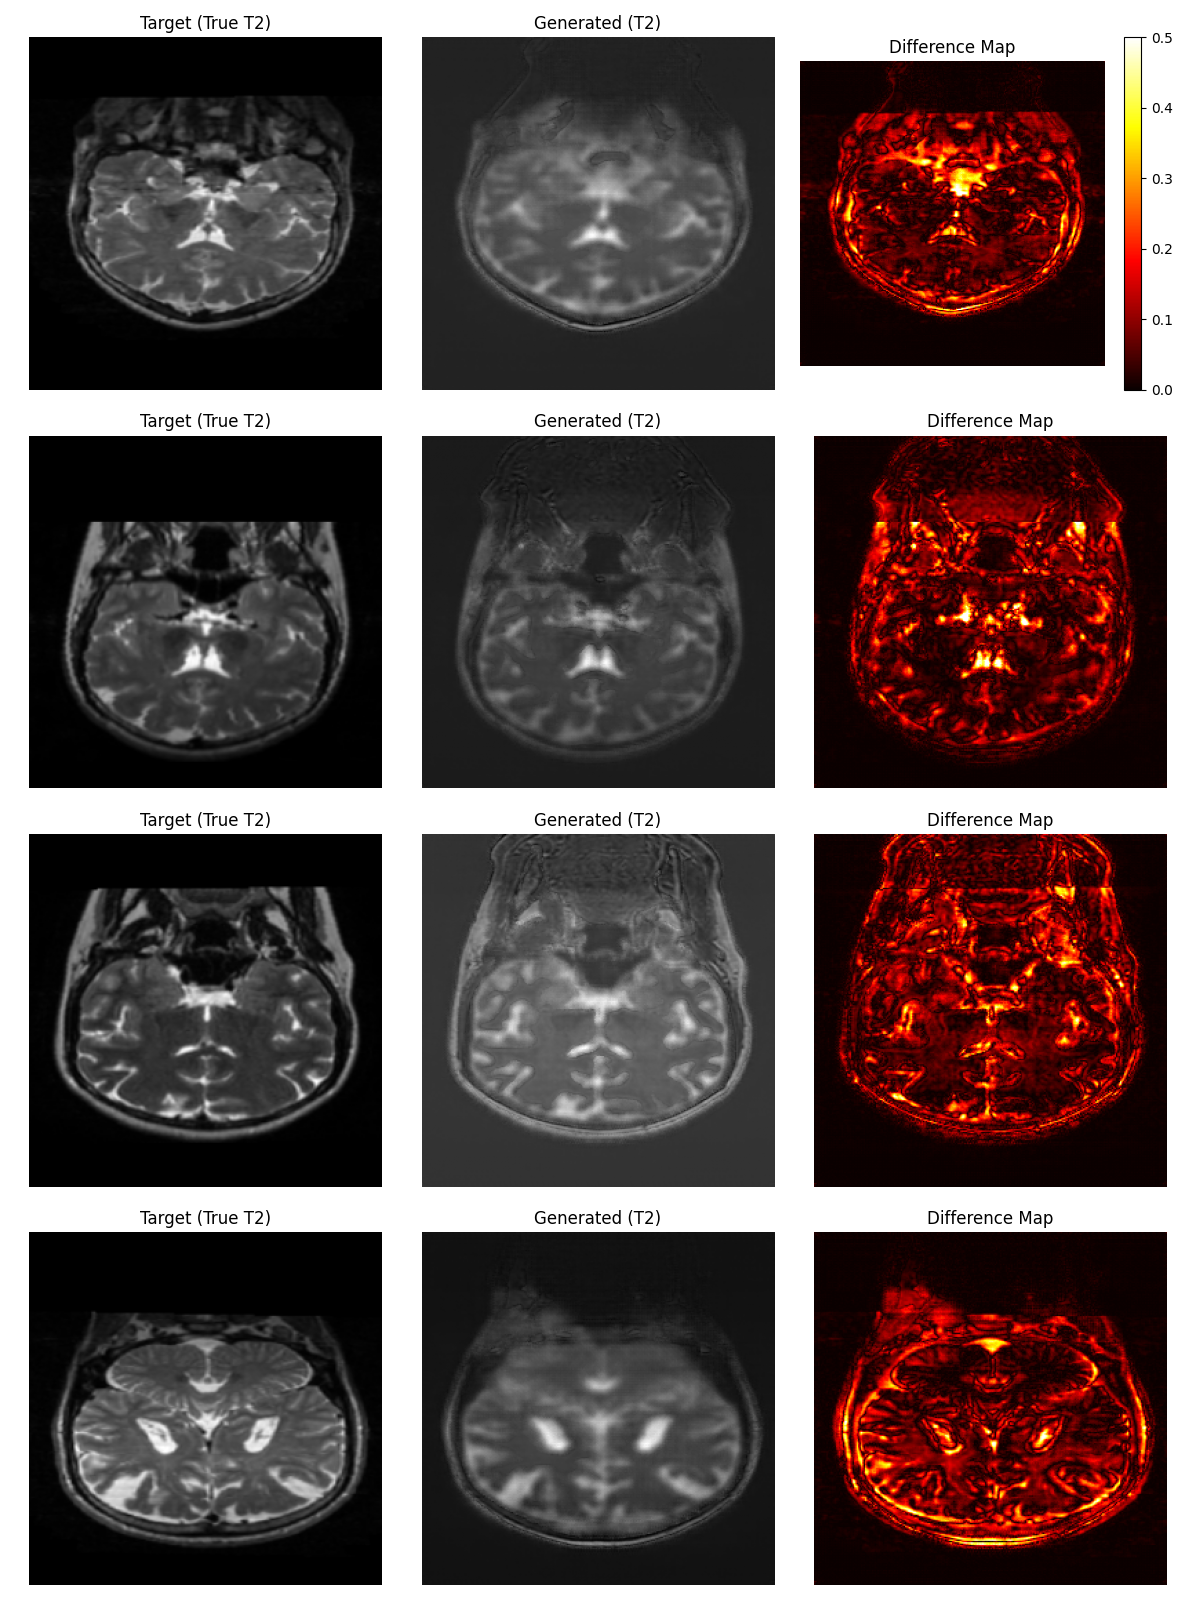 Target (True T2)
Generated (T2)
Difference Map
0.5
0.4
0.3
0.2
0.1
0.0
Target (True T2)
Generated (T2)
Difference Map
Target (True T2)
Generated (T2)
Difference Map
Target (True T2)
Generated (T2)
Difference Map